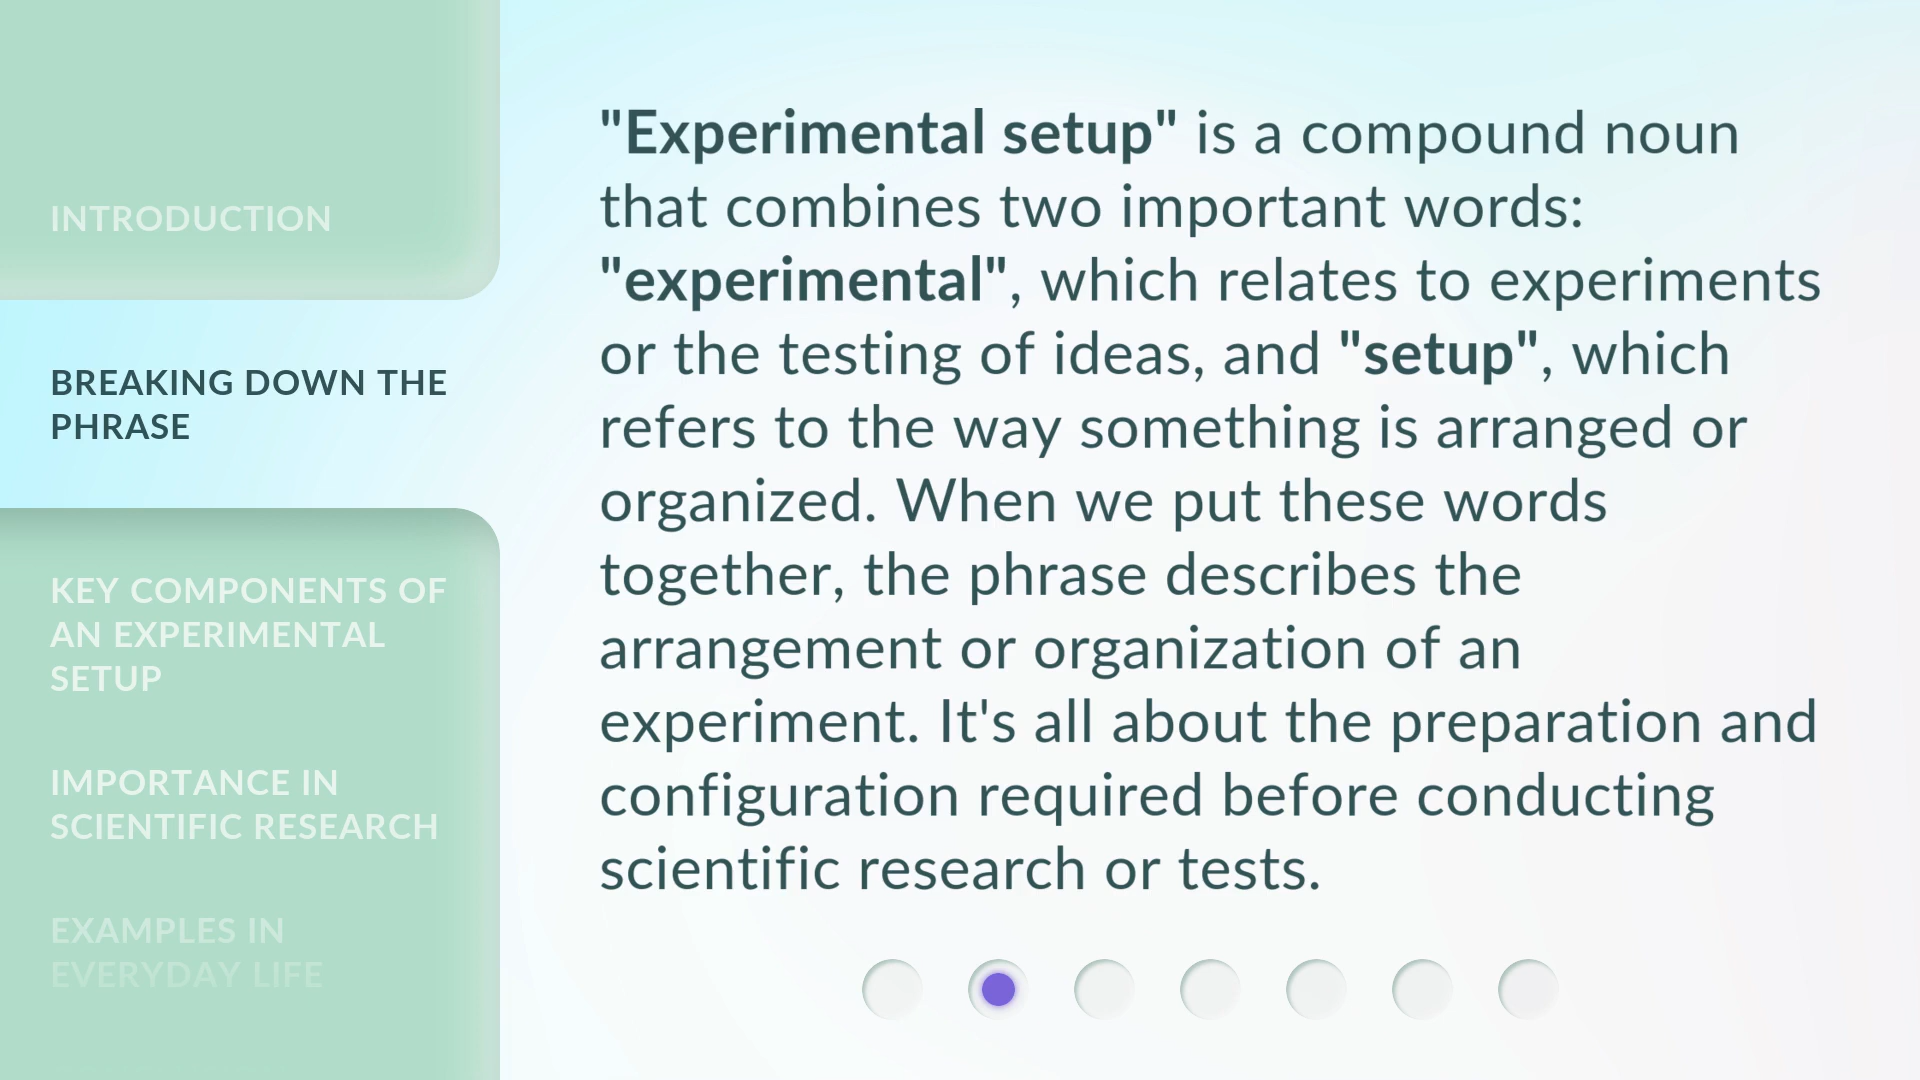 INTRODUCTION
BREAKING DOWN THE
PHRASE
KEY COMPONENTS OF
AN EXPERIMENTAL
SETUP
IMPORTANCE IN
SCIENTIFIC RESEARCH
EXAMPLES IN
EVERYDAY LIFE
"Experimental setup" is a compound noun
that combines two important words:
"experimental", which relates to experiments
or the testing of ideas, and "setup", which
refers to the way something is arranged or
organized. When we put these words
together, the phrase describes the
arrangement or organization of an
experiment. It's all about the preparation and
configuration required before conducting
scientific research or tests.